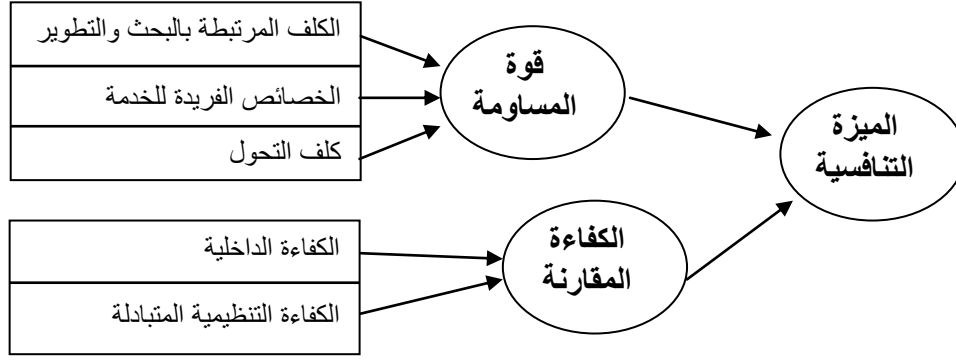 الكلف المرتبطة بالبحث والتطوير
الخصائص الفريدة للخدمة
كلف التحول
قوة
المساومة
الميزة
التنافسية
الكفاءة الداخلية
الكفاءة التنظيمية المتبادلة
الكفاءة
المقارنة